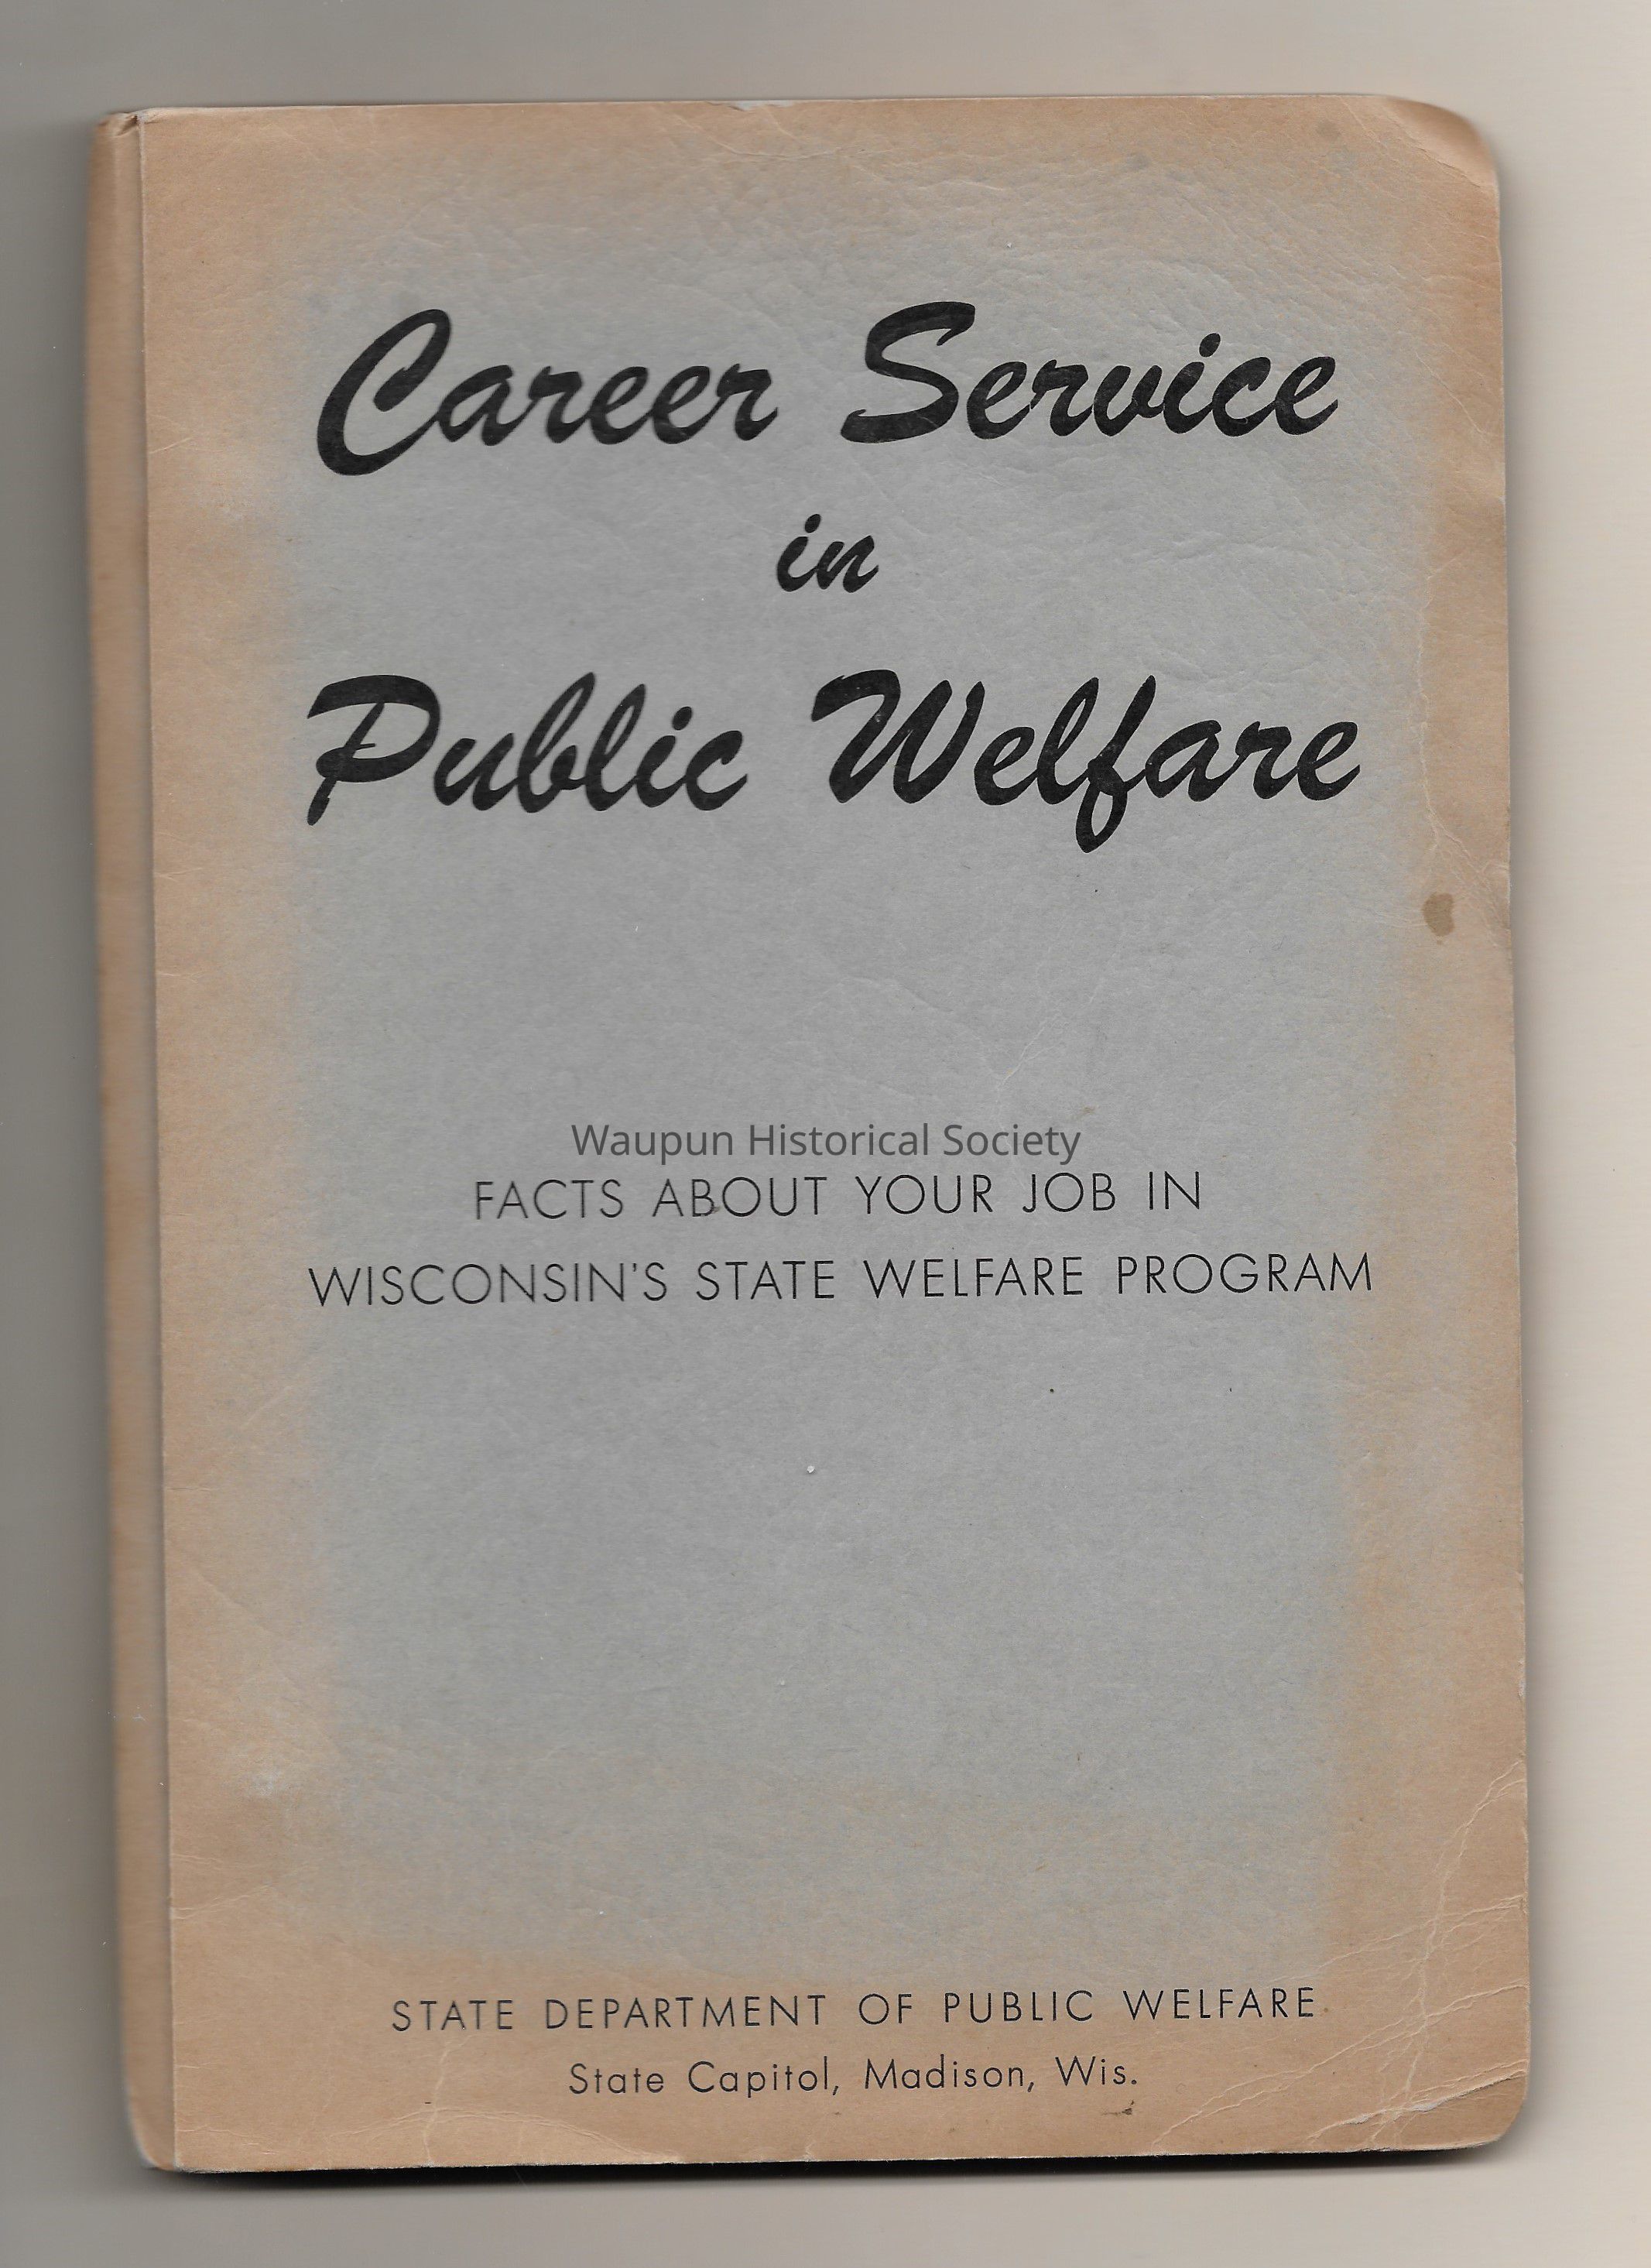 Career Service
in
Public Welfare
Waupun Historical Society
FACTS ABOUT YOUR JOB IN
WISCONSIN'S STATE WELFARE PROGRAM
STATE DEPARTMENT OF PUBLIC WELFARE
State Capitol, Madison, Wis.